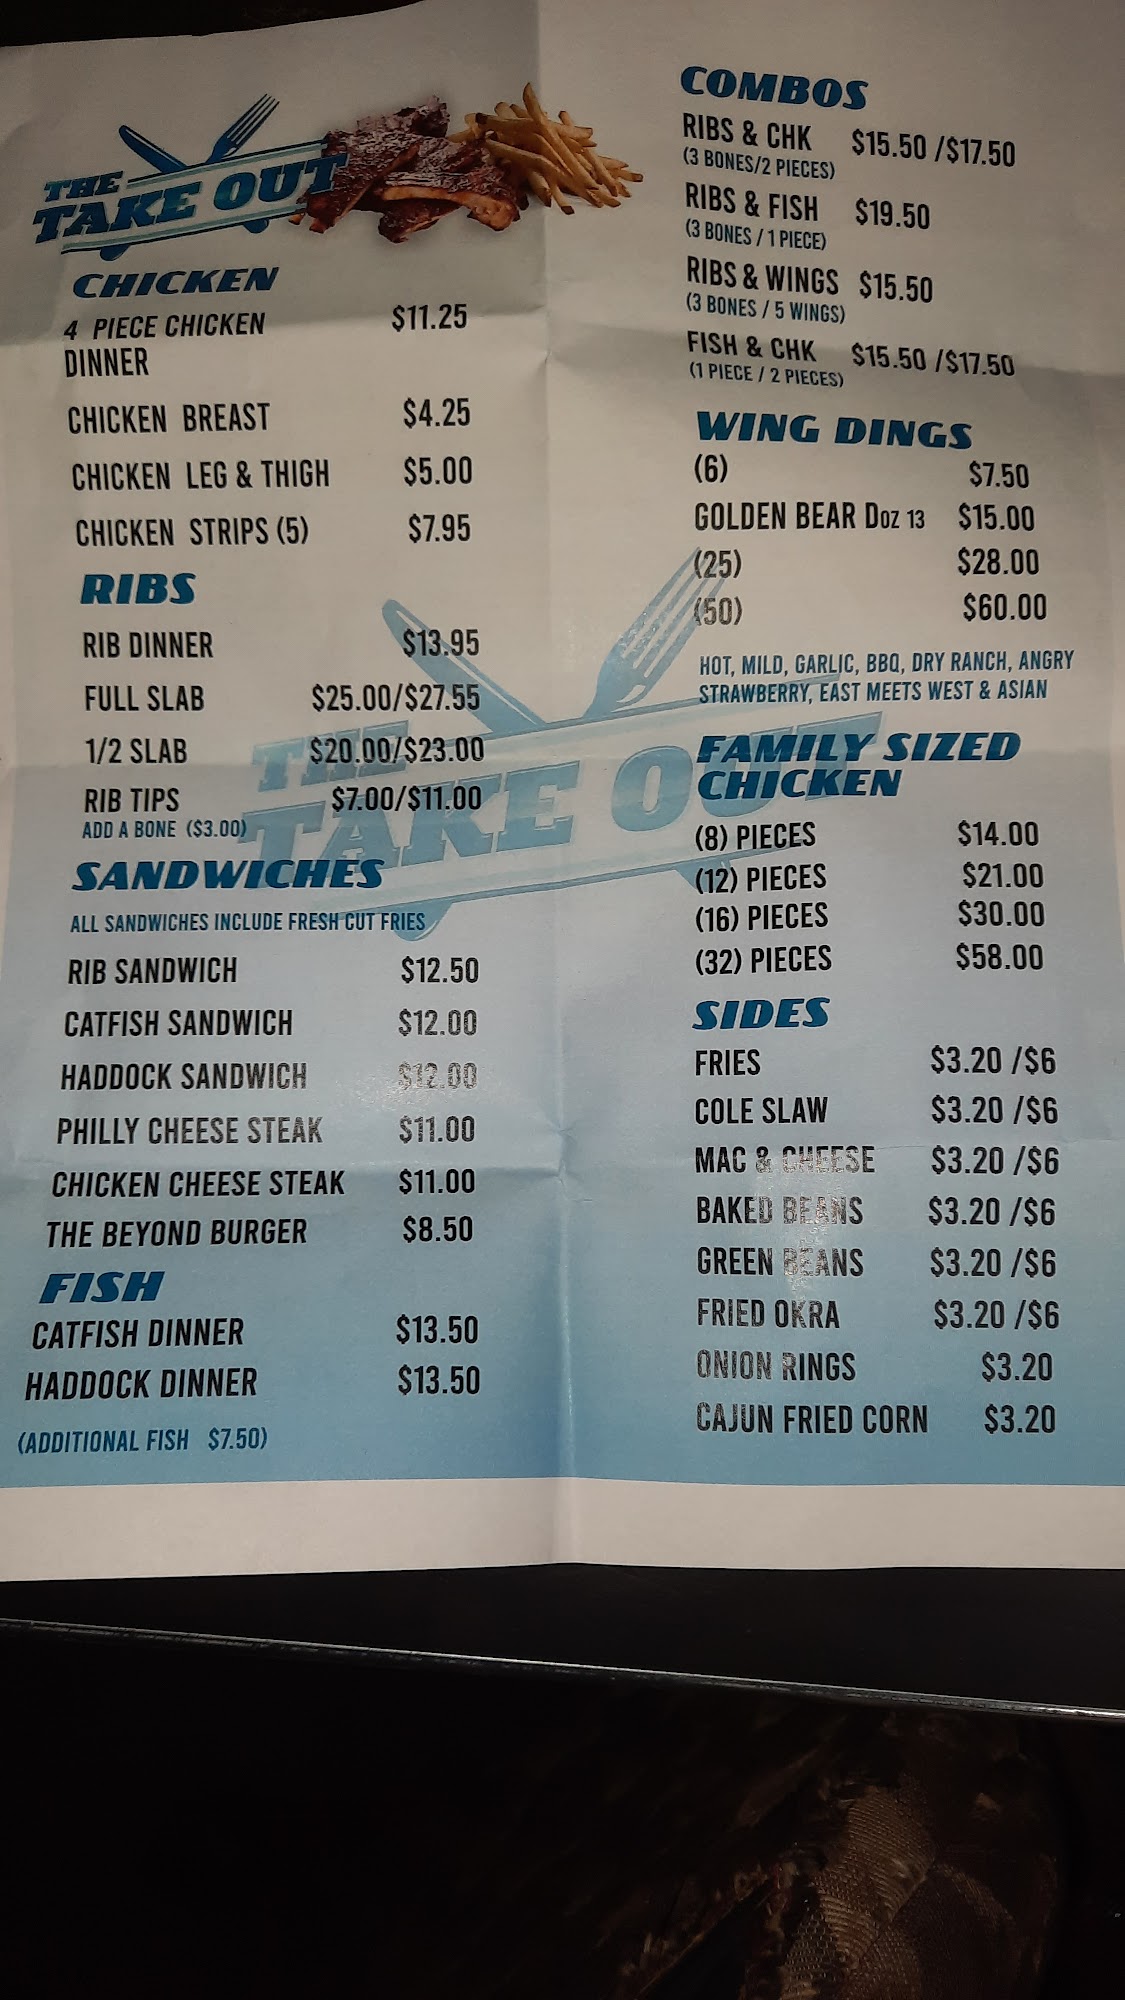 THE
TAKE OUT
CHICKEN
4 PIECE CHICKEN DINNER $11.25
CHICKEN BREAST $4.25
CHICKEN LEG & THIGH $5.00
CHICKEN STRIPS (5) $7.95
RIBS
RIB DINNER $13.95
FULL SLAB $25.00/$27.55
1/2 SLAB $20.00/$23.00
RIB TIPS $7.00/$11.00
ADD A BONE ($3.00)
SANDWICHES
ALL SANDWICHES INCLUDE FRESH CUT FRIES
RIB SANDWICH $12.50
CATFISH SANDWICH $12.00
HADDOCK SANDWICH $12.00
PHILLY CHEESE STEAK $11.00
CHICKEN CHEESE STEAK $11.00
THE BEYOND BURGER $8.50
FISH
CATFISH DINNER $13.50
HADDOCK DINNER $13.50
(ADDITIONAL FISH $7.50)
COMBOS
RIBS & CHK $15.50 /$17.50
(3 BONES/2 PIECES)
RIBS & FISH $19.50
(3 BONES / 1 PIECE)
RIBS & WINGS $15.50
(3 BONES / 5 WINGS)
FISH & CHK $15.50 /$17.50
(1 PIECE / 2 PIECES)
WING DINGS
(6) $7.50
GOLDEN BEAR DOZ 13 $15.00
(25) $28.00
(50) $60.00
HOT, MILD, GARLIC, BBQ, DRY RANCH, ANGRY
STRAWBERRY, EAST MEETS WEST & ASIAN
FAMILY SIZED
CHICKEN
(8) PIECES $14.00
(12) PIECES $21.00
(16) PIECES $30.00
(32) PIECES $58.00
SIDES
FRIES $3.20 /$6
COLE SLAW $3.20 /$6
MAC & CHEESE $3.20 /$6
BAKED BEANS $3.20 /$6
GREEN BEANS $3.20 /$6
FRIED OKRA $3.20 /$6
ONION RINGS $3.20
CAJUN FRIED CORN $3.20
THE
TAKE OUT